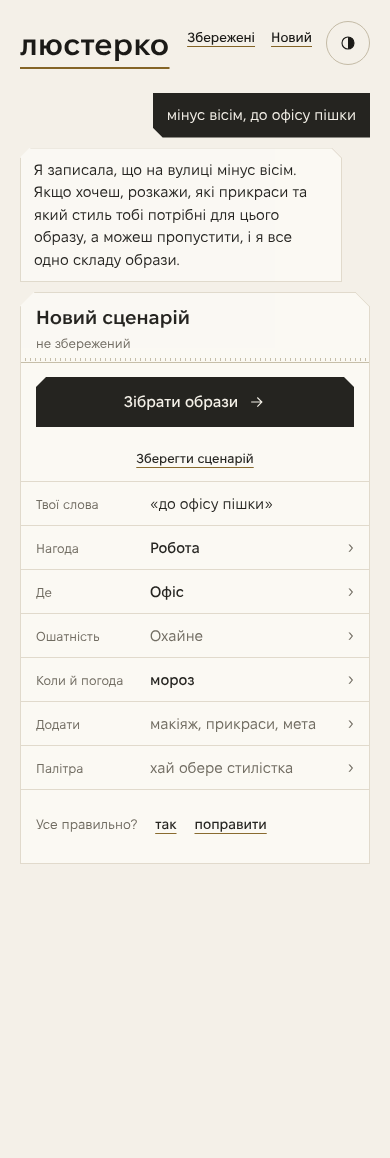 люстерко
Збережені
Новий
мінус вісім, до офісу пішки
Я записала, що на вулиці мінус вісім.
Якщо хочеш, розкажи, які прикраси та
який стиль тобі потрібні для цього
образу, а можеш пропустити, і я все
одно складу образи.
Новий сценарій
не збережений
Зібрати образи →
Зберегти сценарій
Твої слова «до офісу пішки»
Нагода Робота ›
Де Офіс ›
Ошатність Охайне ›
Коли й погода мороз ›
Додати макіяж, прикраси, мета ›
Палітра хай обере стилістка ›
Усе правильно? так поправити